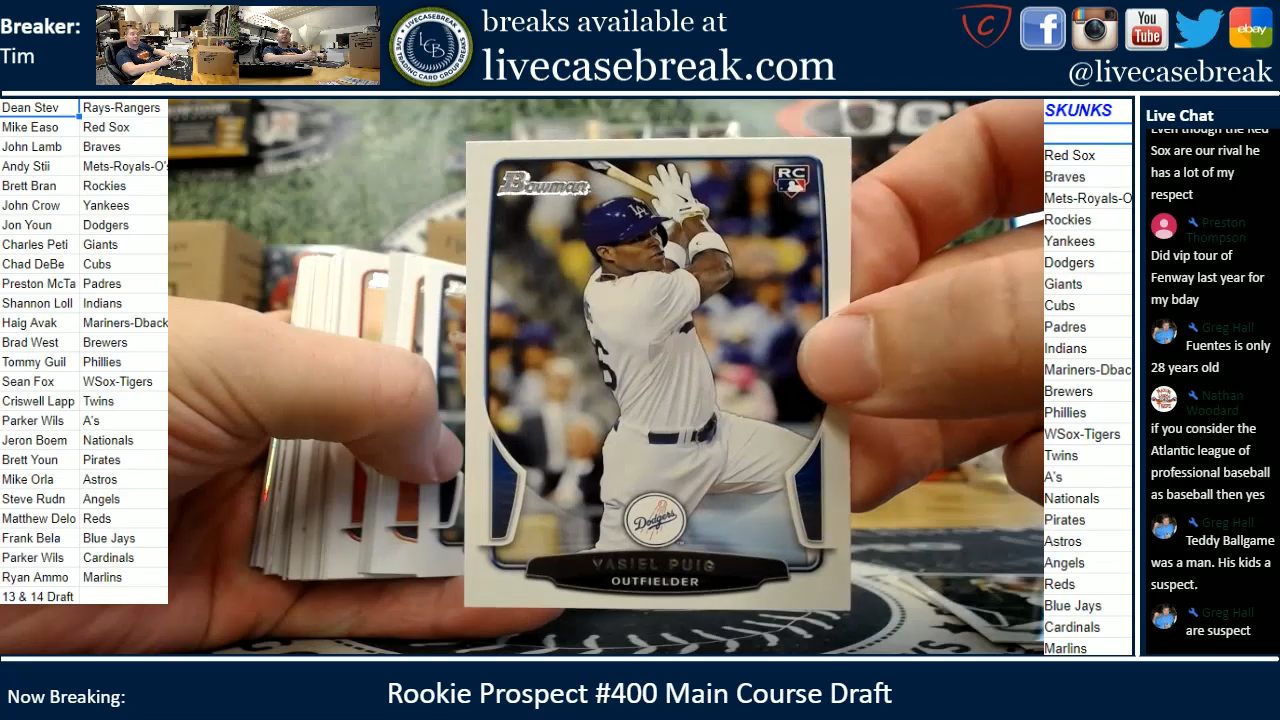 Breaker:
Tim
breaks available at
livecasebreak.com
LCB
You
Tube
ebay
@livecasebreak
Dean Stev Rays-Rangers
Mike Easo Red Sox
John Lamb Braves
Andy Stii Mets-Royals-O'
Brett Bran Rockies
John Crow Yankees
Jon Youn Dodgers
Charles Peti Giants
Chad DeBe Cubs
Preston McTa Padres
Shannon Loll Indians
Haig Avak Mariners-Dback
Brad West Brewers
Tommy Guil Phillies
Sean Fox WSox-Tigers
Criswell Lapp Twins
Parker Wils A's
Jeron Boem Nationals
Brett Youn Pirates
Mike Orla Astros
Steve Rudn Angels
Matthew Delo Reds
Frank Bela Blue Jays
Parker Wils Cardinals
Ryan Ammo Marlins
13 & 14 Draft
Bowman
RC
LA
Dodgers
YASIEL PUIG
OUTFIELDER
SKUNKS
Red Sox
Braves
Mets-Royals-O
Rockies
Yankees
Dodgers
Giants
Cubs
Padres
Indians
Mariners-Dbac
Brewers
Phillies
WSox-Tigers
Twins
A's
Nationals
Pirates
Astros
Angels
Reds
Blue Jays
Cardinals
Marlins
Live Chat
Even though the Red
Sox are our rival he
has a lot of my
respect
Preston
Thompson
Did vip tour of
Fenway last year for
my bday
Greg Hall
Fuentes is only
28 years old
Nathan
Woodard
if you consider the
Atlantic league of
professional baseball
as baseball then yes
Greg Hall
Teddy Ballgame
was a man. His kids a
suspect.
Greg Hall
are suspect
Now Breaking:
Rookie Prospect #400 Main Course Draft